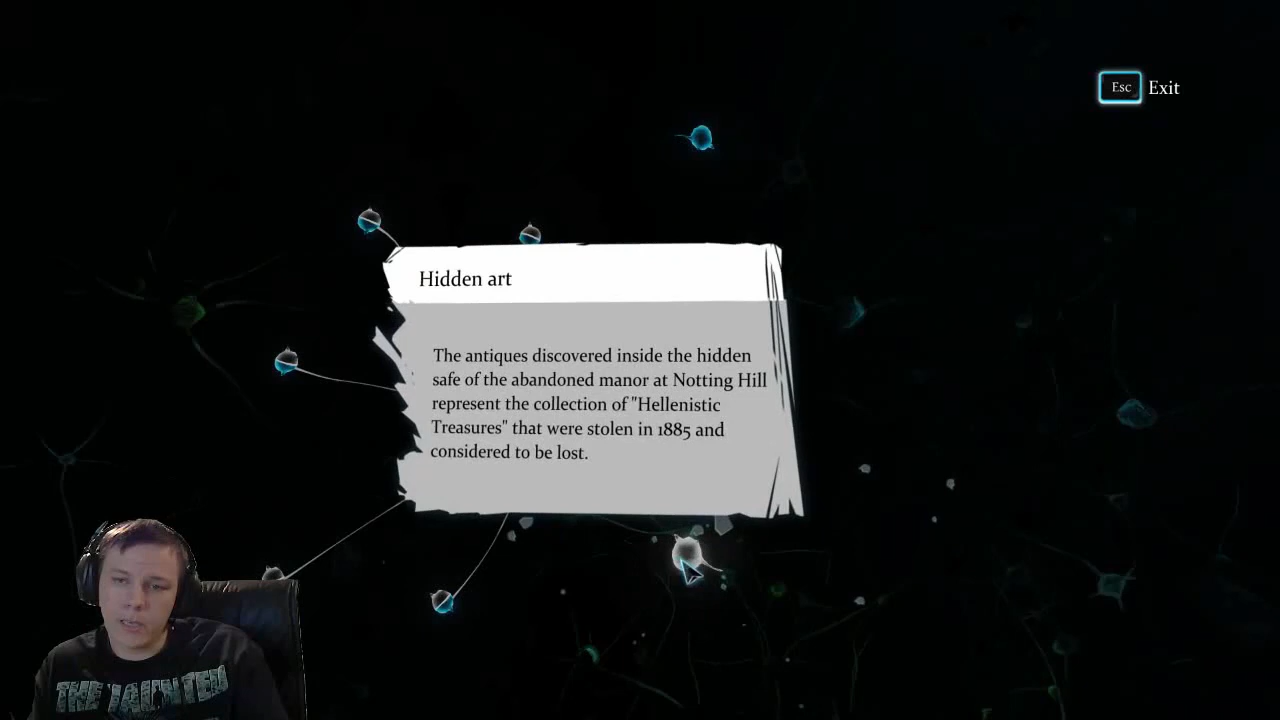 Esc Exit
Hidden art
The antiques discovered inside the hidden
safe of the abandoned manor at Notting Hill
represent the collection of "Hellenistic
Treasures" that were stolen in 1885 and
considered to be lost.
THE HAUNTED